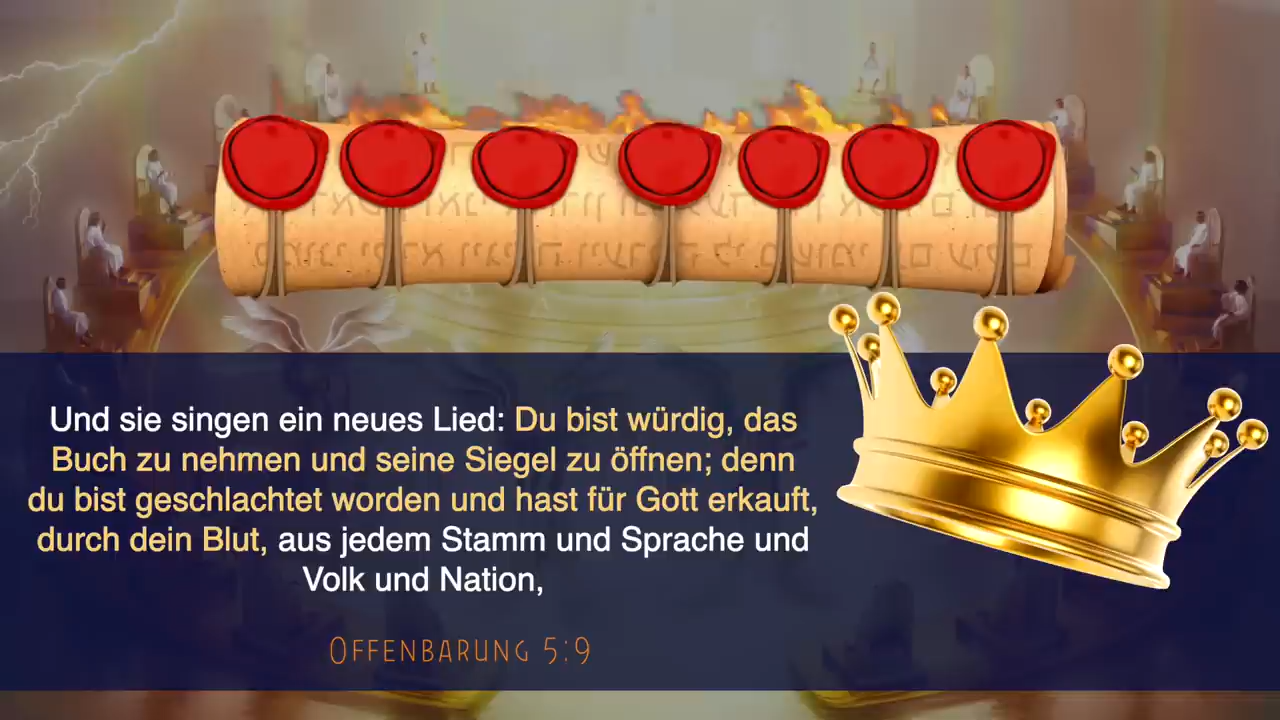 Und sie singen ein neues Lied: Du bist würdig, das
Buch zu nehmen und seine Siegel zu öffnen; denn
du bist geschlachtet worden und hast für Gott erkauft,
durch dein Blut, aus jedem Stamm und Sprache und
Volk und Nation,
OFFENBARUNG 5:9